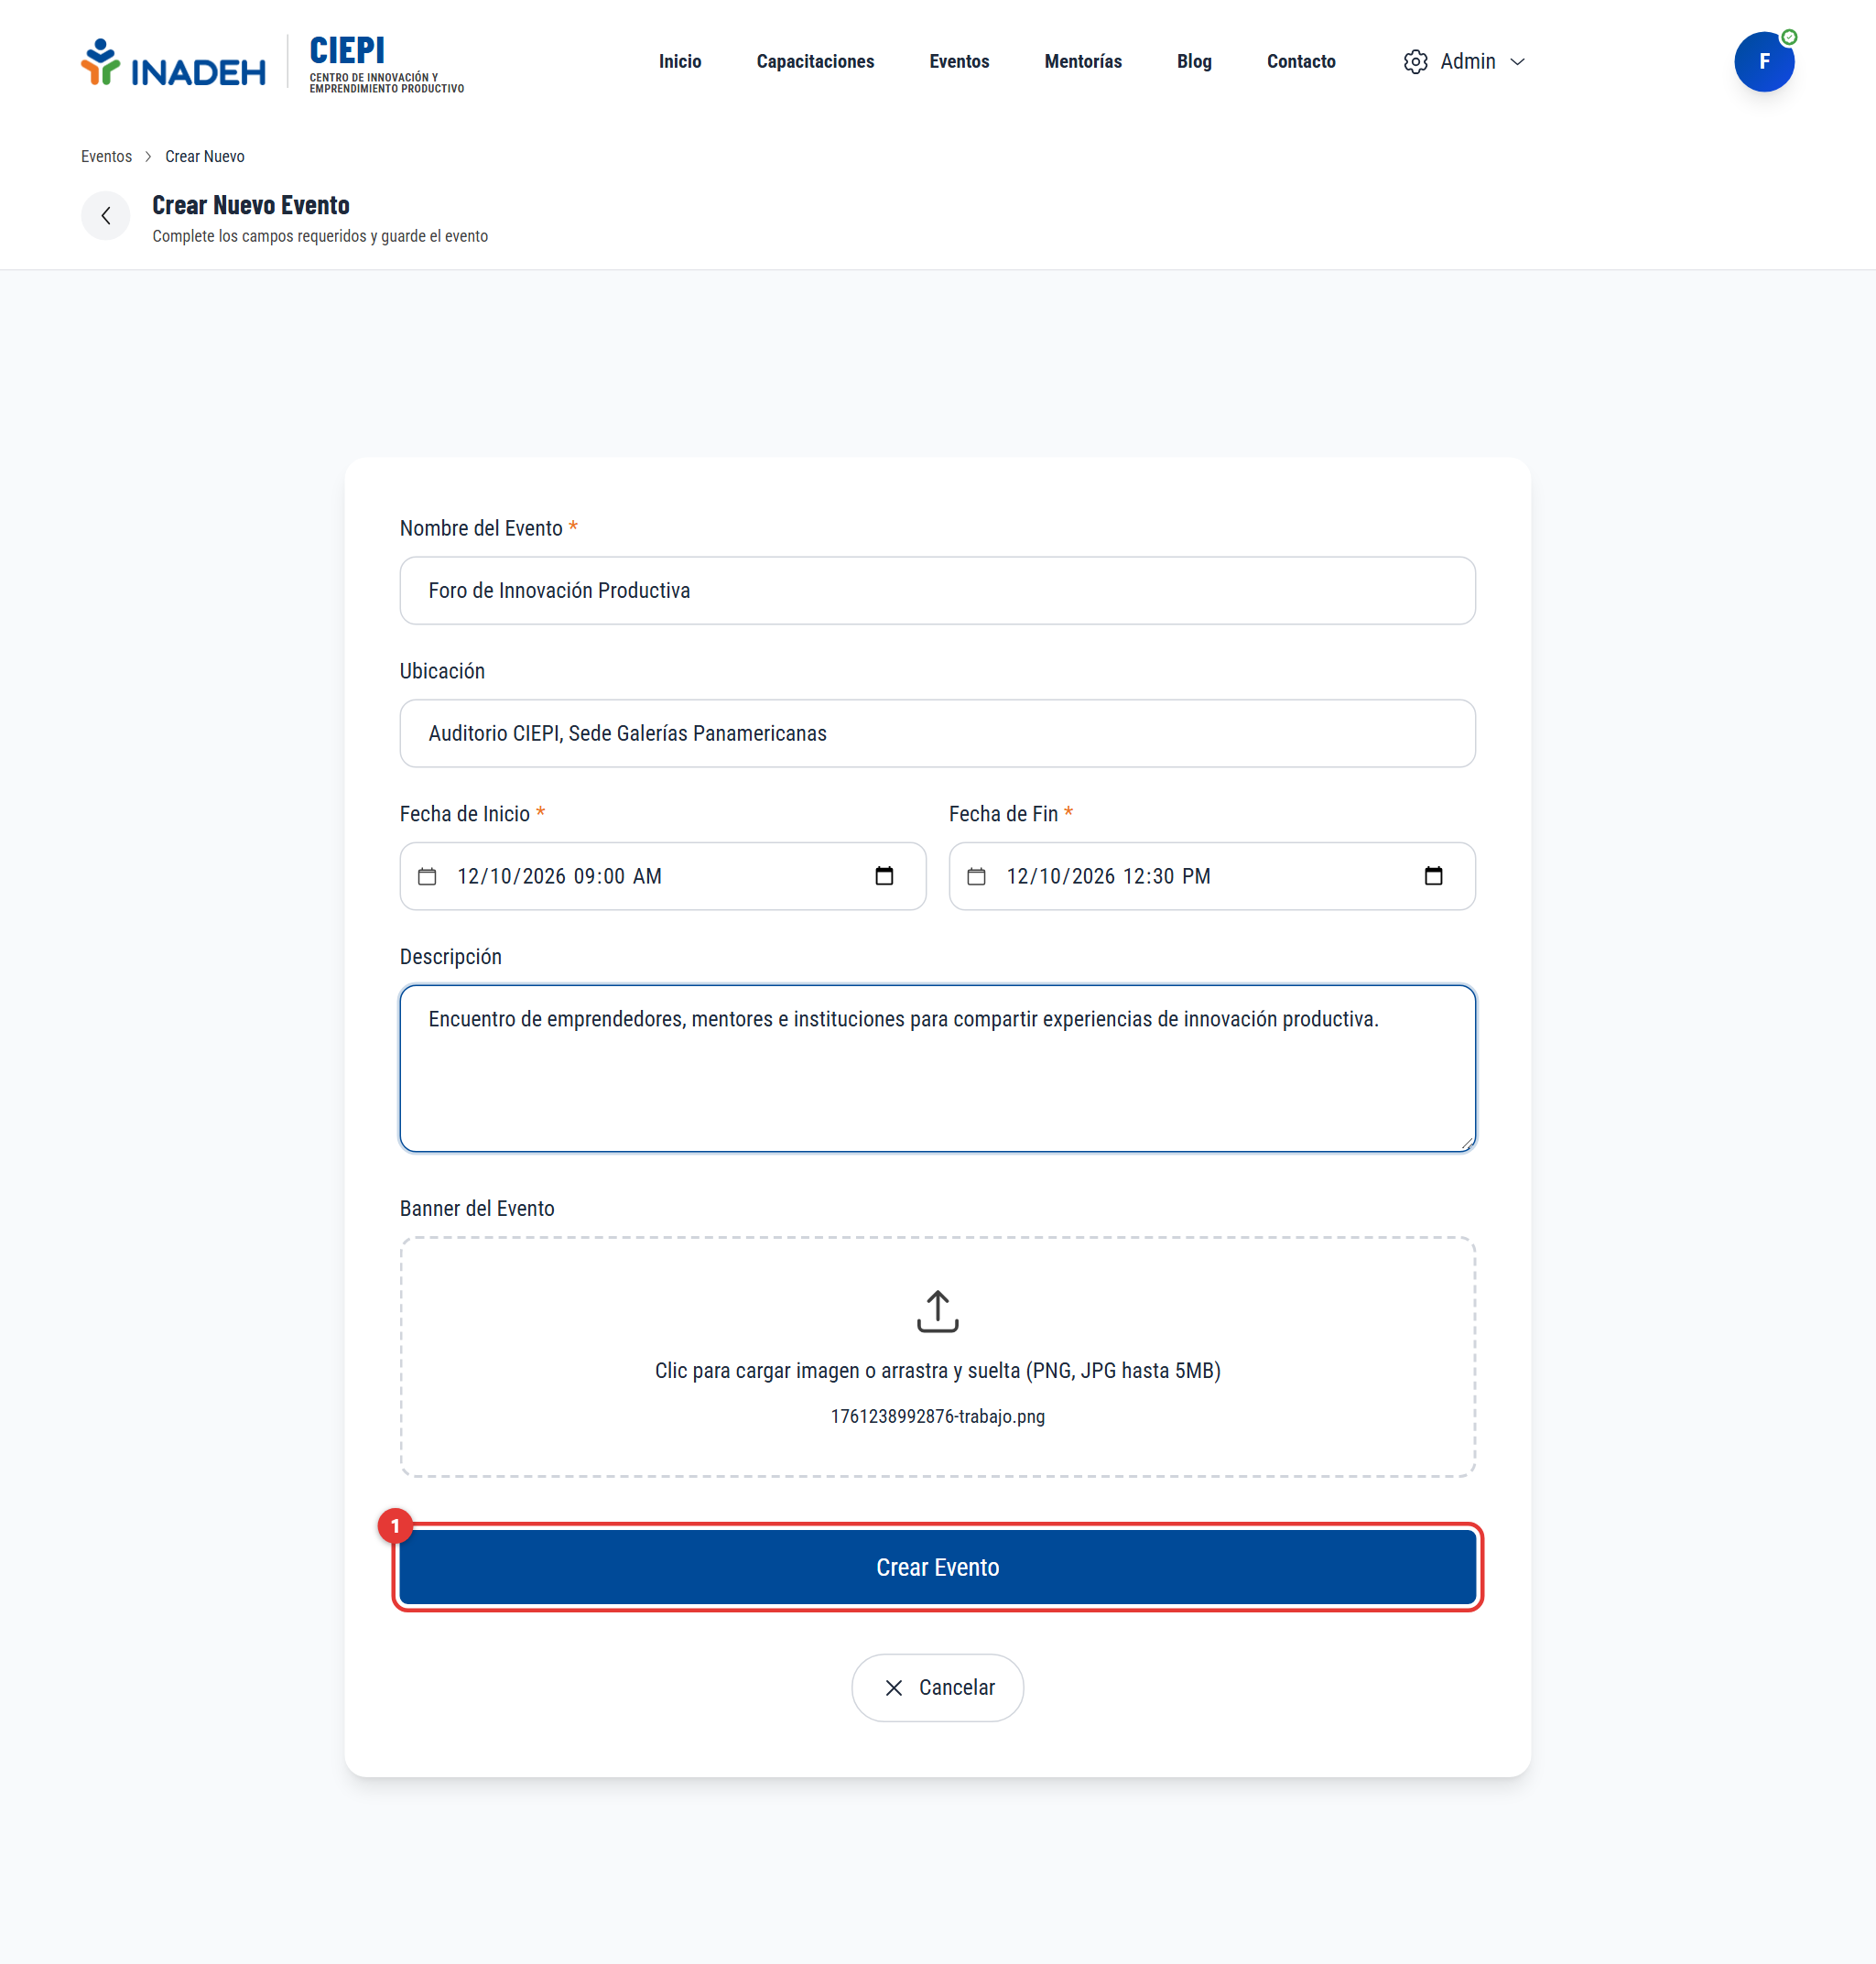 INADEH
CIEPI
CENTRO DE INNOVACIÓN Y
EMPRENDIMIENTO PRODUCTIVO
Inicio
Capacitaciones
Eventos
Mentorías
Blog
Contacto
Admin
F
Eventos
Crear Nuevo
Crear Nuevo Evento
Complete los campos requeridos y guarde el evento
Nombre del Evento *
Foro de Innovación Productiva
Ubicación
Auditorio CIEPI, Sede Galerías Panamericanas
Fecha de Inicio *
Fecha de Fin *
12/10/2026 09:00 AM
12/10/2026 12:30 PM
Descripción
Encuentro de emprendedores, mentores e instituciones para compartir experiencias de innovación productiva.
Banner del Evento
Clic para cargar imagen o arrastra y suelta (PNG, JPG hasta 5MB)
1761238992876-trabajo.png
1
Crear Evento
Cancelar